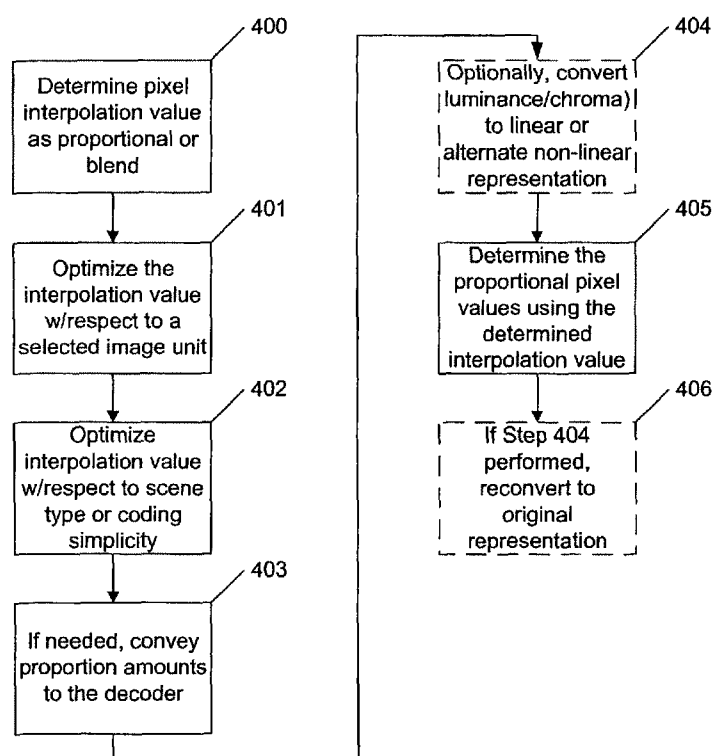 400
Determine pixel
interpolation value
as proportional or
blend
401
Optimize the
interpolation value
w/respect to a
selected image unit
402
Optimize
interpolation value
w/respect to scene
type or coding
simplicity
403
If needed, convey
proportion amounts
to the decoder
404
Optionally, convert
luminance/chroma)
to linear or
alternate non-linear
representation
405
Determine the
proportional pixel
values using the
determined
interpolation value
406
If Step 404
performed,
reconvert to
original
representation